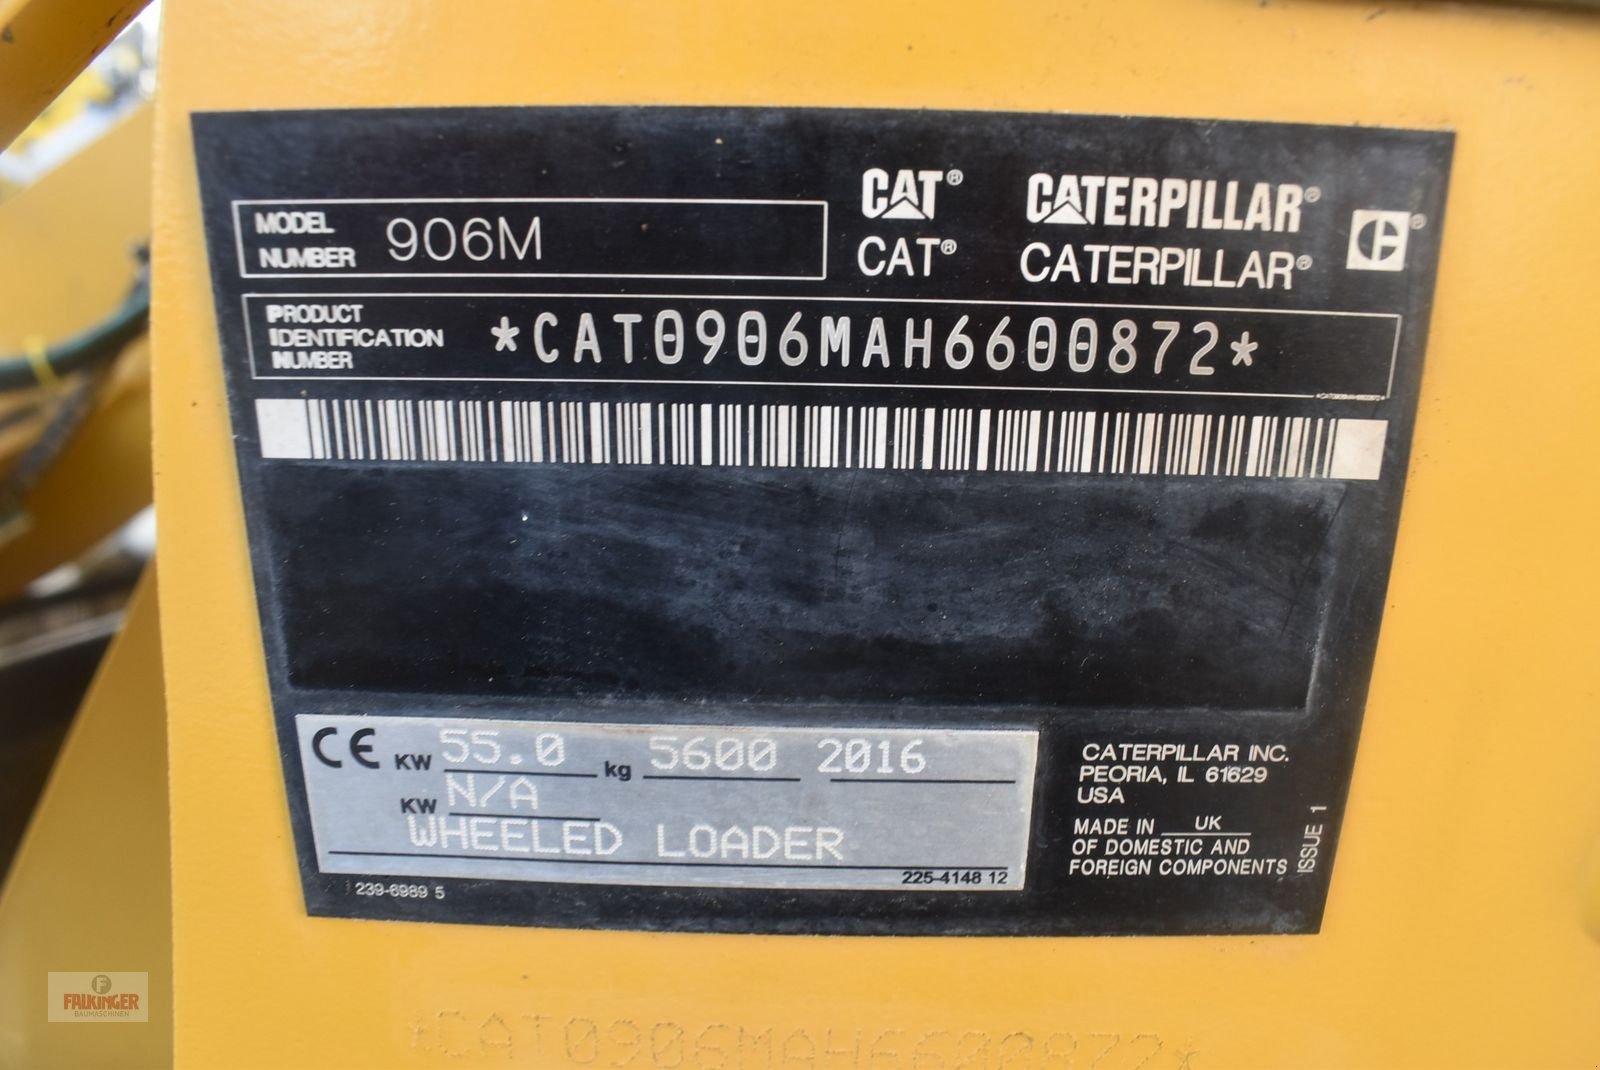 MODEL NUMBER 906M
CAT® CATERPILLAR®
CAT® CATERPILLAR®
PRODUCT
IDENTIFICATION
NUMBER
*CAT0906MAH6600872*
*CAT0906MAH6600872*
CE KW 55.0 kg 5600 2016
KW N/A
WHEELED LOADER
225-4148 12
239-6989 5
CATERPILLAR INC.
PEORIA, IL 61629
USA
MADE IN UK
OF DOMESTIC AND
FOREIGN COMPONENTS
ISSUE 1
*CAT0906MAH6600872*
F
FALKINGER
BAUMASCHINEN